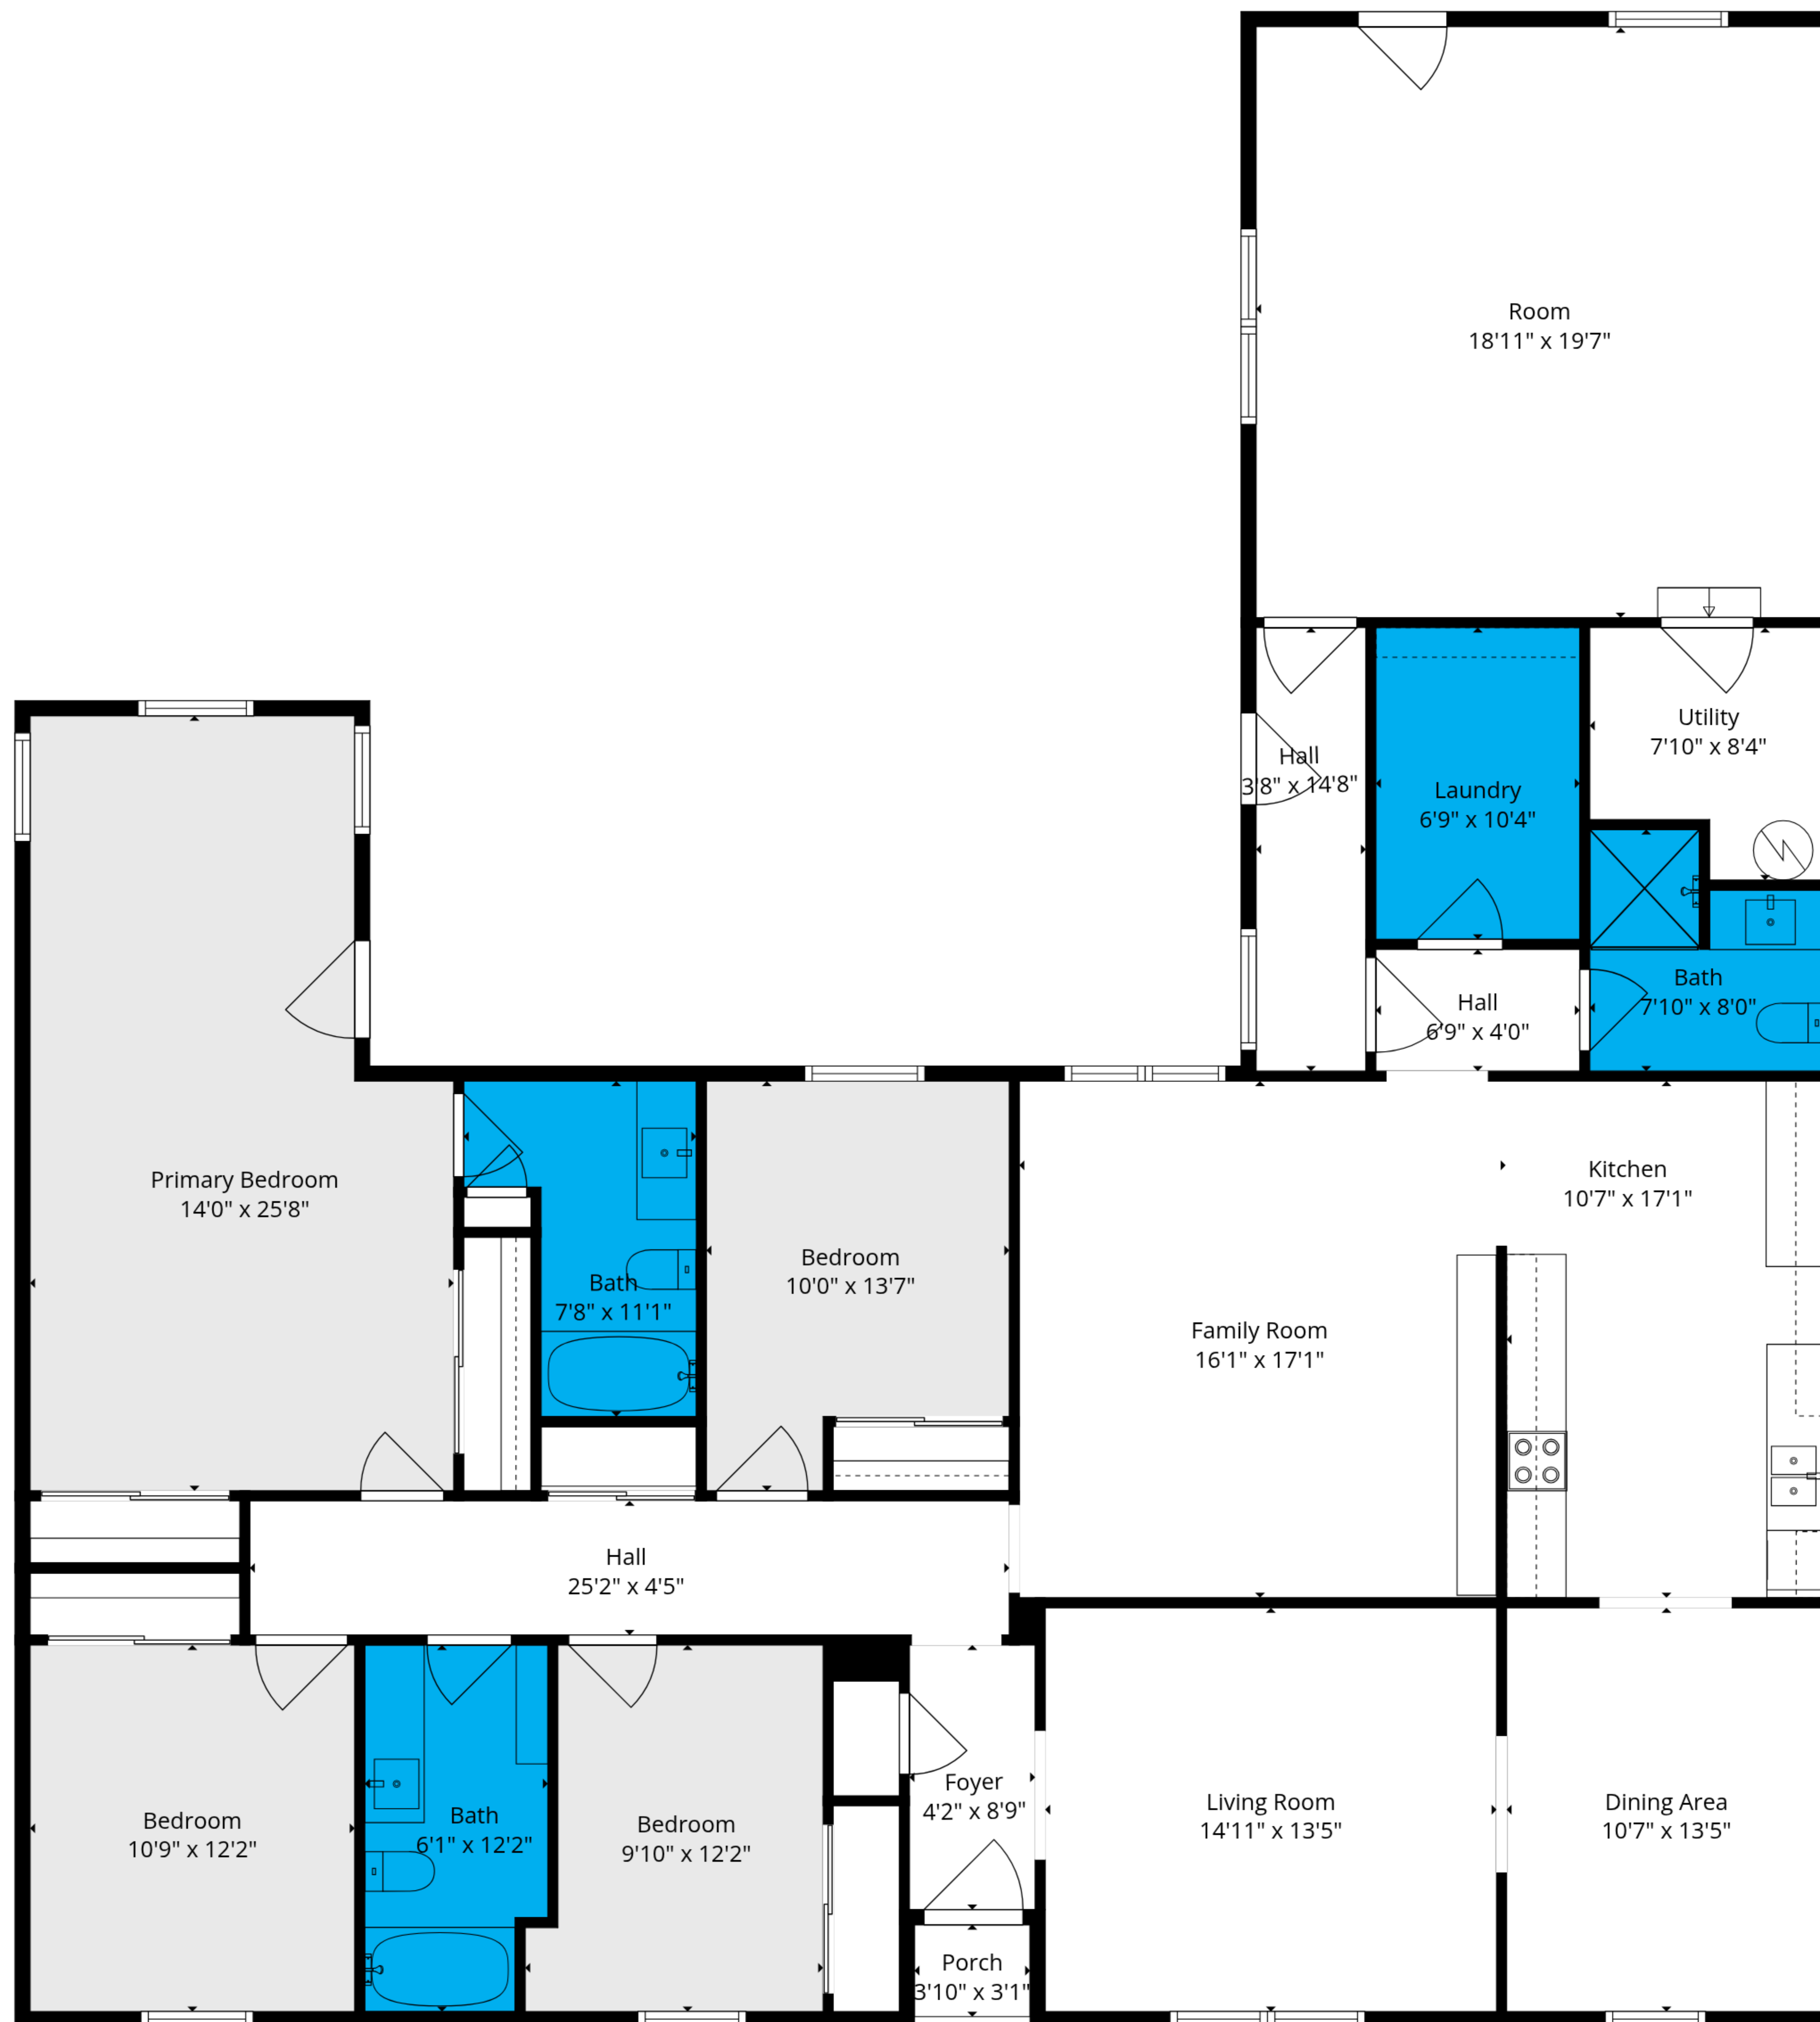 Room
18'11" x 19'7"
Hall
3'8" x 14'8"
Laundry
6'9" x 10'4"
Utility
7'10" x 8'4"
Hall
6'9" x 4'0"
Bath
7'10" x 8'0"
Primary Bedroom
14'0" x 25'8"
Bath
7'8" x 11'1"
Bedroom
10'0" x 13'7"
Family Room
16'1" x 17'1"
Kitchen
10'7" x 17'1"
Hall
25'2" x 4'5"
Bedroom
10'9" x 12'2"
Bath
6'1" x 12'2"
Bedroom
9'10" x 12'2"
Foyer
4'2" x 8'9"
Living Room
14'11" x 13'5"
Dining Area
10'7" x 13'5"
Porch
3'10" x 3'1"